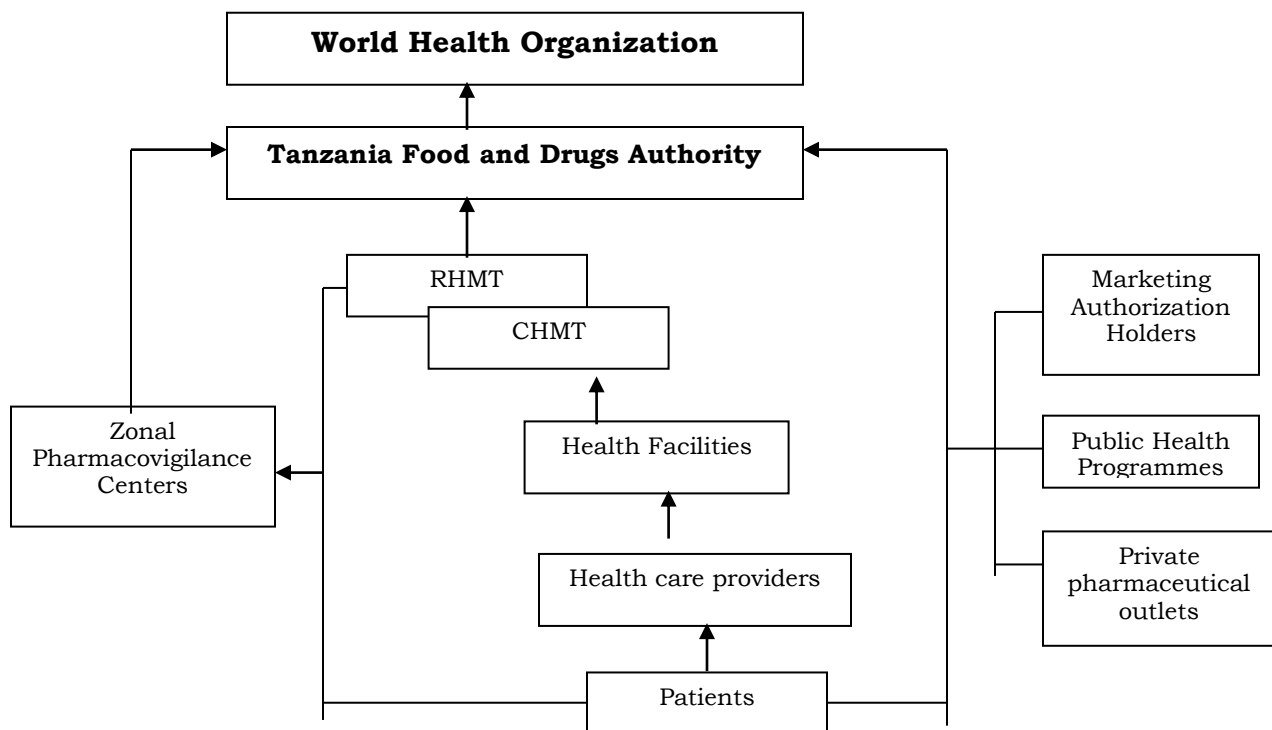 World Health Organization
Tanzania Food and Drugs Authority
RHMT
CHMT
Marketing
Authorization
Holders
Zonal
Pharmacovigilance
Centers
Health Facilities
Public Health
Programmes
Health care providers
Private
pharmaceutical
outlets
Patients